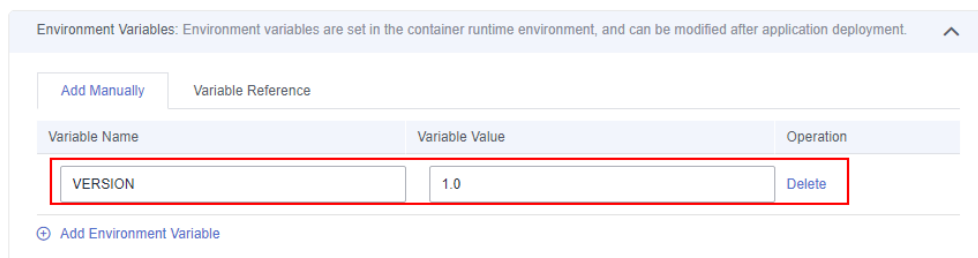 Environment Variables: Environment variables are set in the container runtime environment, and can be modified after application deployment.
Add Manually Variable Reference
Variable Name Variable Value Operation
VERSION 1.0 Delete
Add Environment Variable